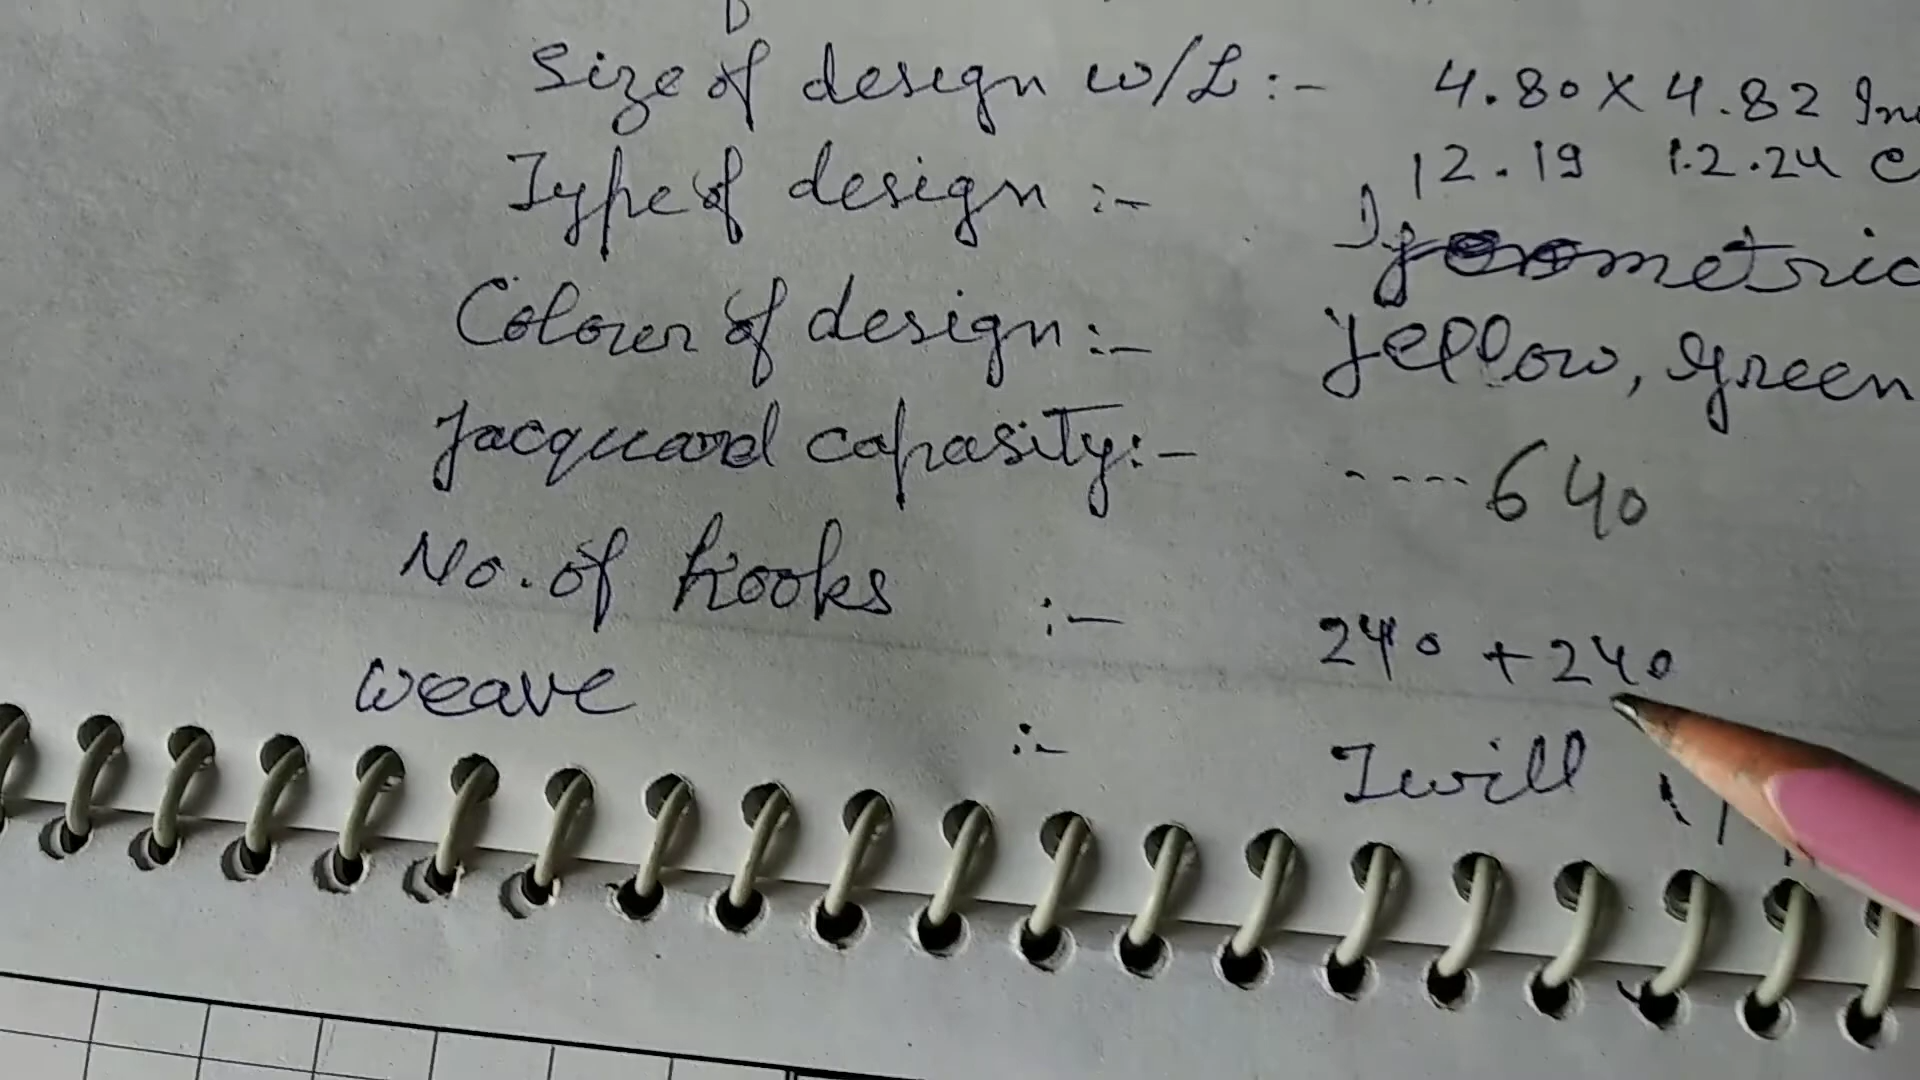 Size of design w/L :- 4.80 X 4.82 In
12.19 12.24 c
Type of design :- geometric
Colour of design :- Yellow, Green
Jacquard capasity :- ---- 640
No. of hooks :- 240 + 240
weave :- Twill